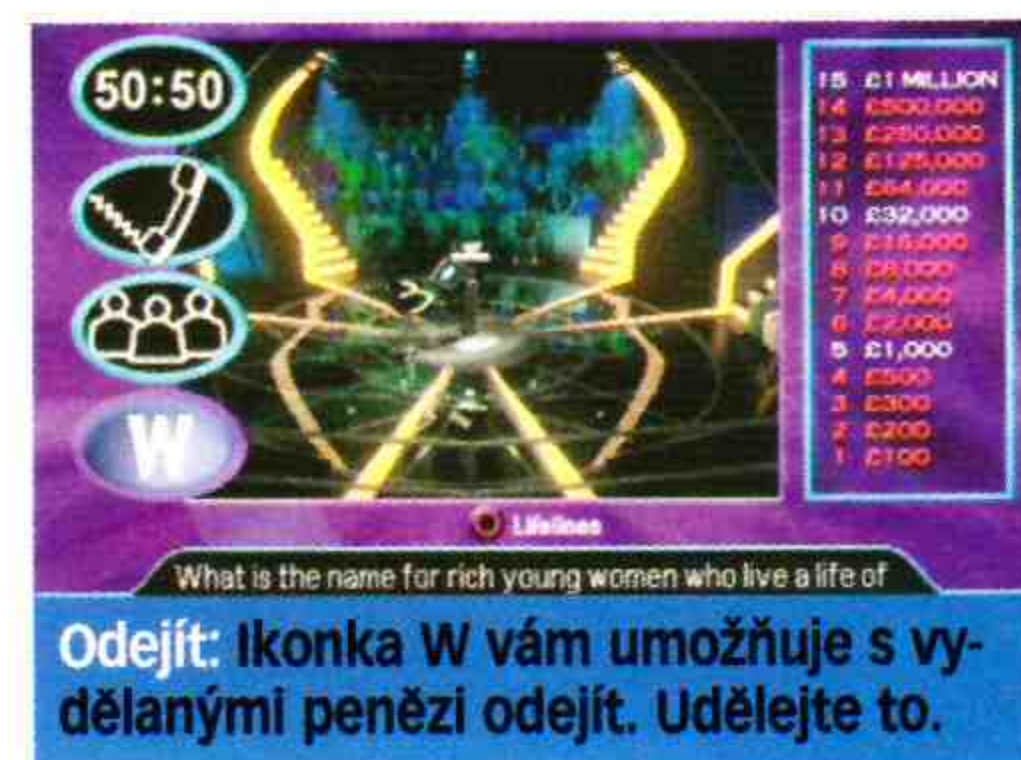 50:50
W
15 £1 MILLION
14 £500,000
13 £250,000
12 £125,000
11 £64,000
10 £32,000
9 £16,000
8 £8,000
7 £4,000
6 £2,000
5 £1,000
4 £500
3 £300
2 £200
1 £100
Lifelines
What is the name for rich young women who live a life of
Odejít: Ikonka W vám umožňuje s vy-
dělanými penězi odejít. Udělejte to.